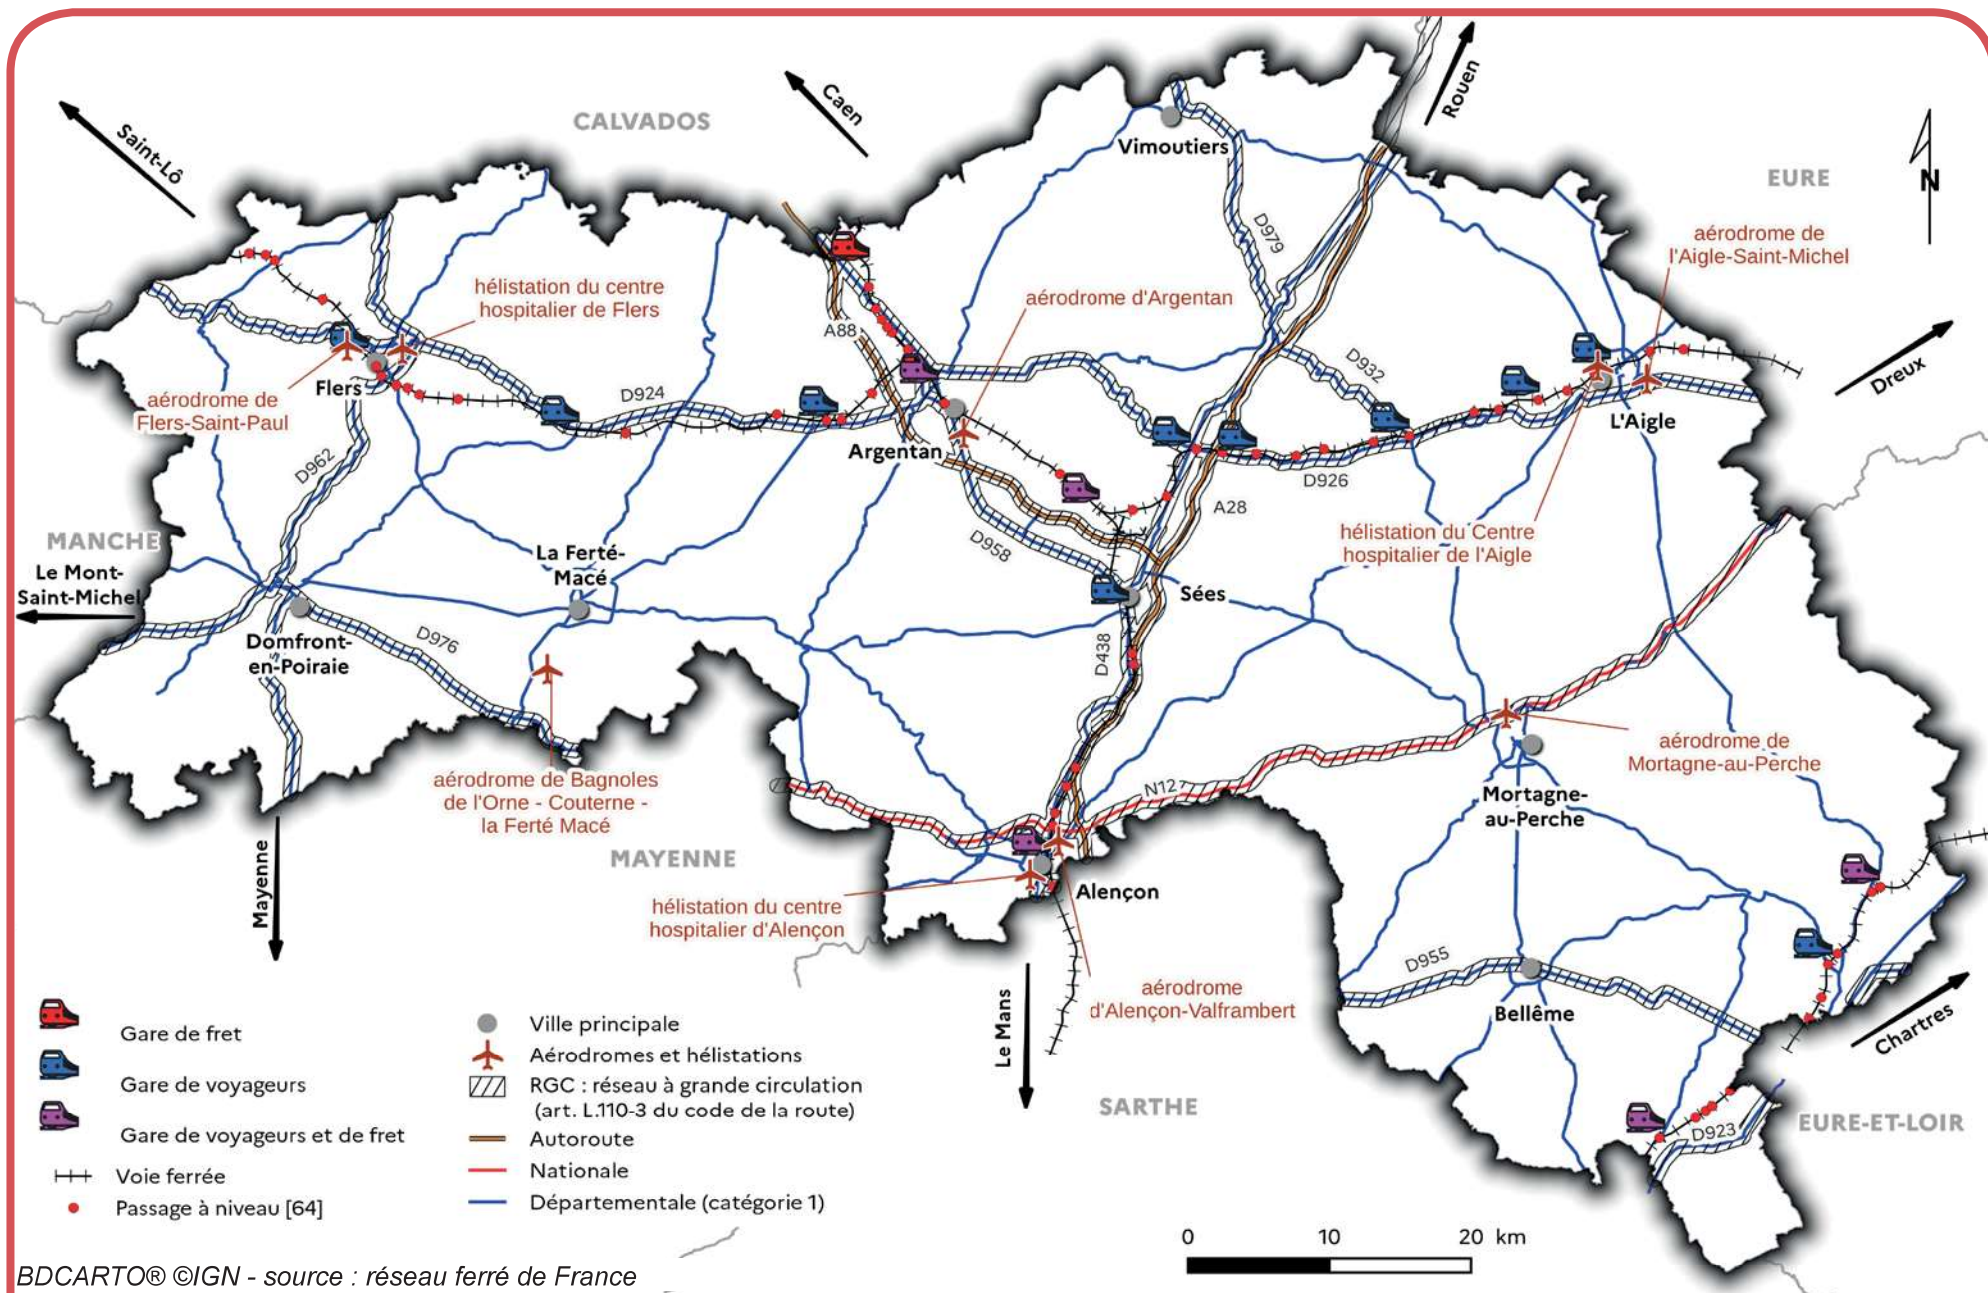 Saint-Lô
CALVADOS
Caen
Rouen
Vimoutiers
EURE
N
aérodrome de
l'Aigle-Saint-Michel
D979
hélistation du centre
hospitalier de Flers
aérodrome d'Argentan
A88
D932
Dreux
Flers
D924
aérodrome de
Flers-Saint-Paul
L'Aigle
Argentan
D962
D926
A28
MANCHE
hélistation du Centre
hospitalier de l'Aigle
D958
La Ferté-
Macé
Le Mont-
Saint-Michel
Sées
Domfront-
en-Poiraie
D976
D438
aérodrome de
Mortagne-au-Perche
aérodrome de Bagnoles
de l'Orne - Couterne -
la Ferté Macé
N12
Mortagne-
au-Perche
MAYENNE
Mayenne
Alençon
hélistation du centre
hospitalier d'Alençon
D955
aérodrome
d'Alençon-Valframbert
Bellême
Le Mans
Chartres
SARTHE
D923
EURE-ET-LOIR
Gare de fret
Gare de voyageurs
Gare de voyageurs et de fret
Voie ferrée
Passage à niveau [64]
Ville principale
Aérodromes et hélistations
RGC : réseau à grande circulation
(art. L.110-3 du code de la route)
Autoroute
Nationale
Départementale (catégorie 1)
0 10 20 km
BDCARTO® ©IGN - source : réseau ferré de France